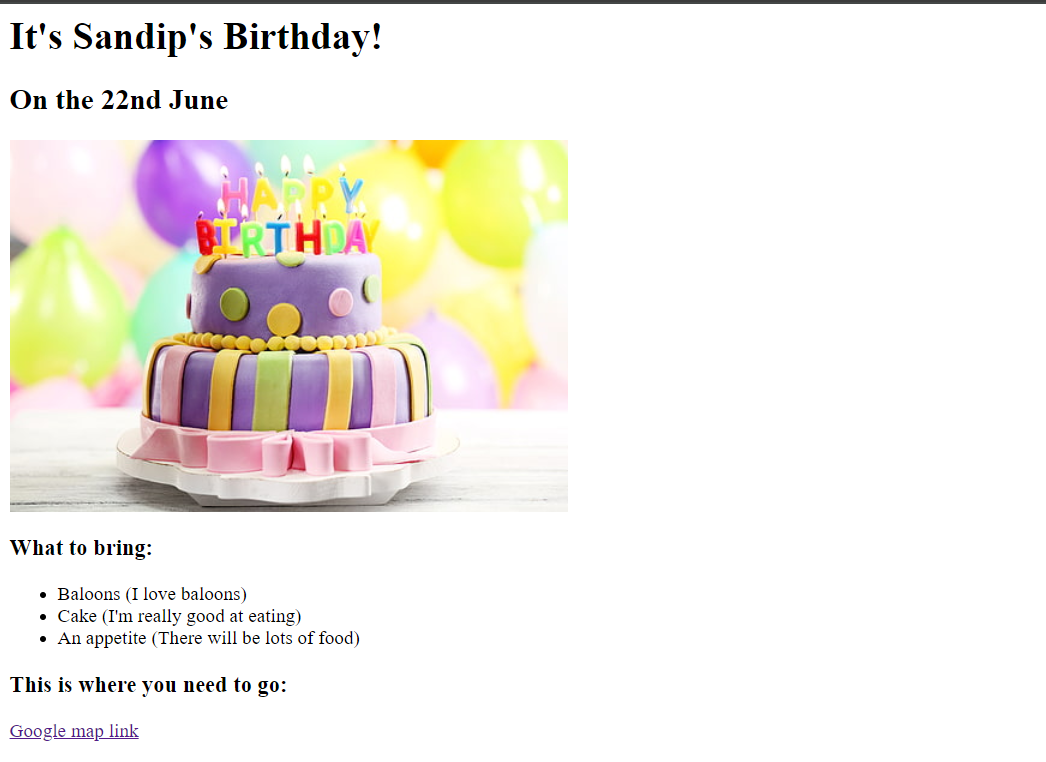 It's Sandip's Birthday!
On the 22nd June
HAPPY
BIRTHDAY
What to bring:
Baloons (I love baloons)
Cake (I'm really good at eating)
An appetite (There will be lots of food)
This is where you need to go:
Google map link